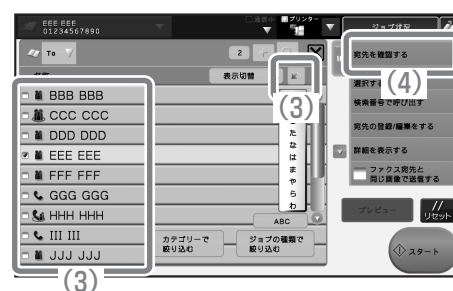 EEE EEE
01234567890
プリンター
ジョブ状況
To
2
表示切替
宛先を確認する
(4)
検索番号で呼び出す
宛先の登録/編集をする
詳細を表示する
ファクス宛先と
同じ画像で送信する
プレビュー
リセット
スタート
(3)
た
な
は
ま
や
ら
わ
ABC
BBB BBB
CCC CCC
DDD DDD
EEE EEE
FFF FFF
GGG GGG
HHH HHH
III III
JJJ JJJ
カテゴリーで
絞り込む
ジョブの種類で
絞り込む
(3)